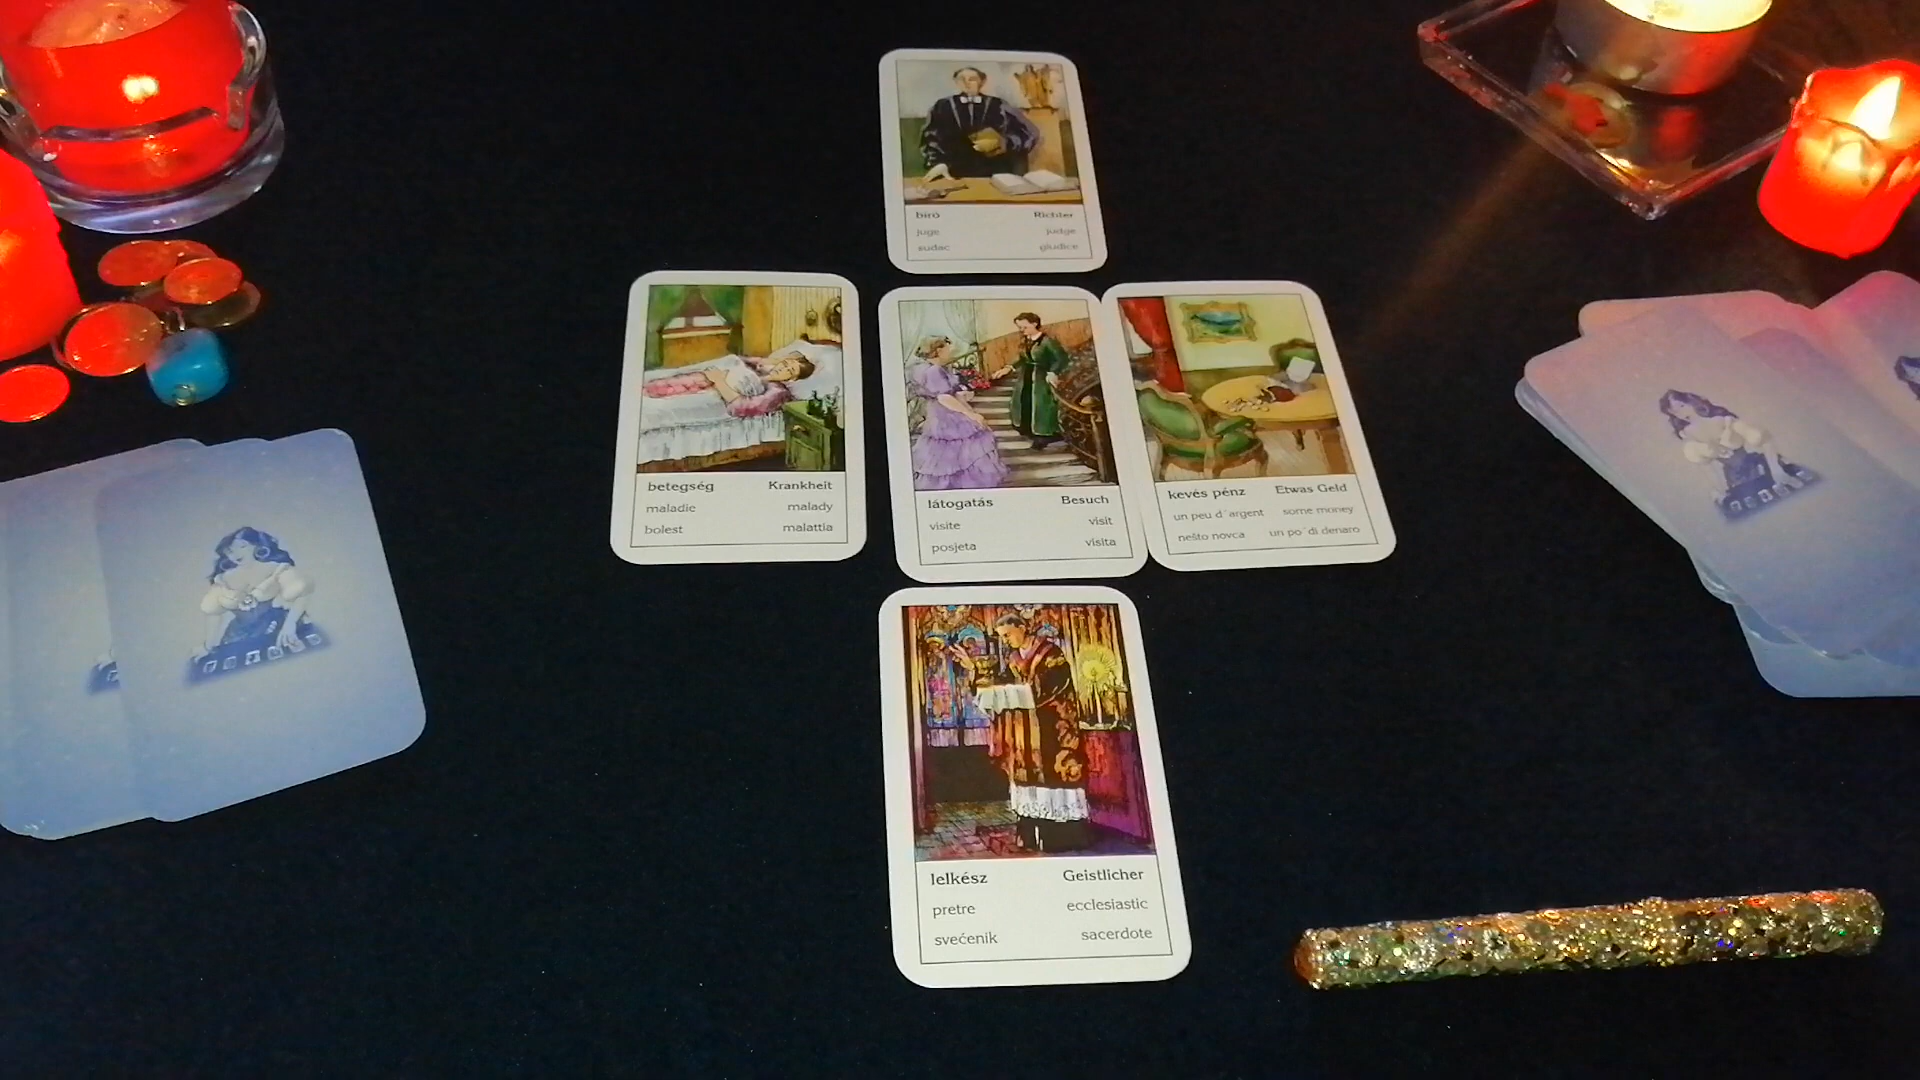 bíró Richter
juge judge
sudac giudice
betegség Krankheit
maladie malady
bolest malattia
látogatás Besuch
visite visit
posjeta visita
kevés pénz Etwas Geld
un peu d´argent some money
nešto novca un po´di denaro
lelkész Geistlicher
pretre ecclesiastic
svećenik sacerdote